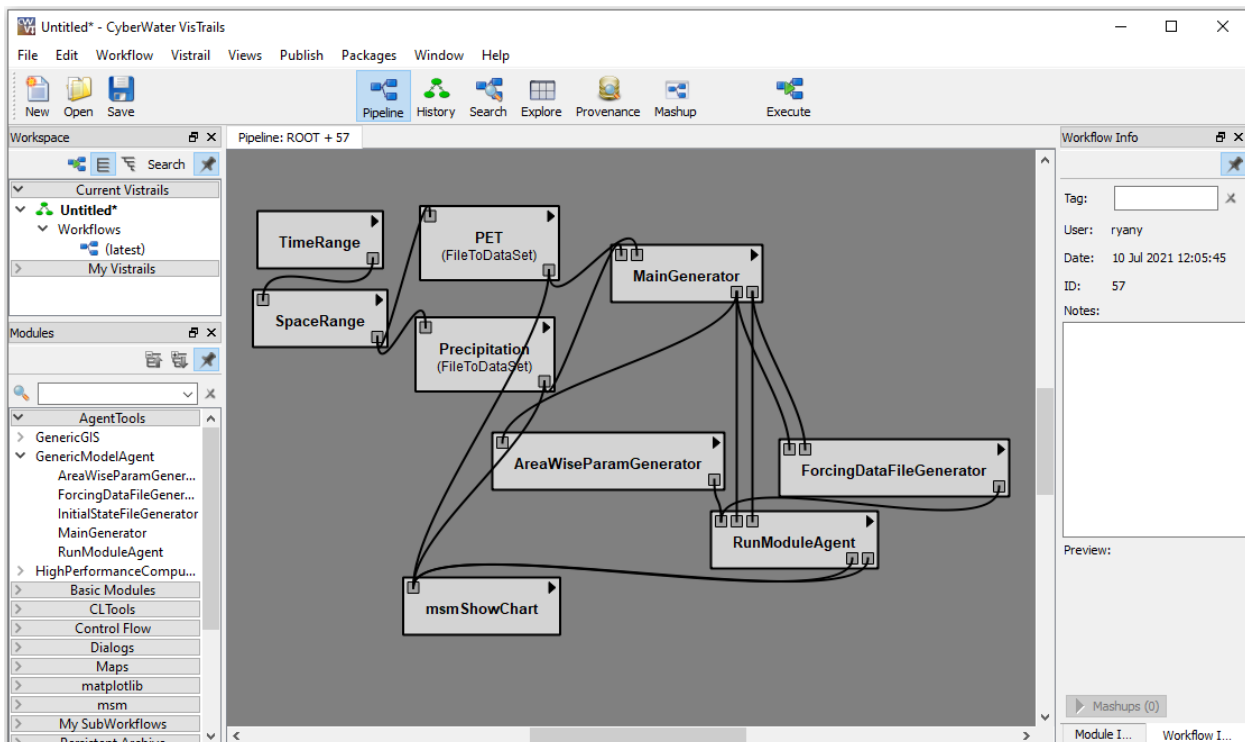 Untitled* - CyberWater VisTrails
File Edit Workflow Vistrail Views Publish Packages Window Help
New Open Save Pipeline History Search Explore Provenance Mashup Execute
Workspace
Search
Current Vistrails
Untitled*
Workflows
(latest)
My Vistrails
Modules
AgentTools
GenericGIS
GenericModelAgent
AreaWiseParamGener...
ForcingDataFileGener...
InitialStateFileGenerator
MainGenerator
RunModuleAgent
HighPerformanceCompu...
Basic Modules
CLTools
Control Flow
Dialogs
Maps
matplotlib
msm
My SubWorkflows
Persistent Archive
Pipeline: ROOT + 57
TimeRange
PET
(FileToDataSet)
MainGenerator
SpaceRange
Precipitation
(FileToDataSet)
AreaWiseParamGenerator
ForcingDataFileGenerator
RunModuleAgent
msmShowChart
Workflow Info
Tag:
User: ryany
Date: 10 Jul 2021 12:05:45
ID: 57
Notes:
Preview:
Mashups (0)
Module I... Workflow I...